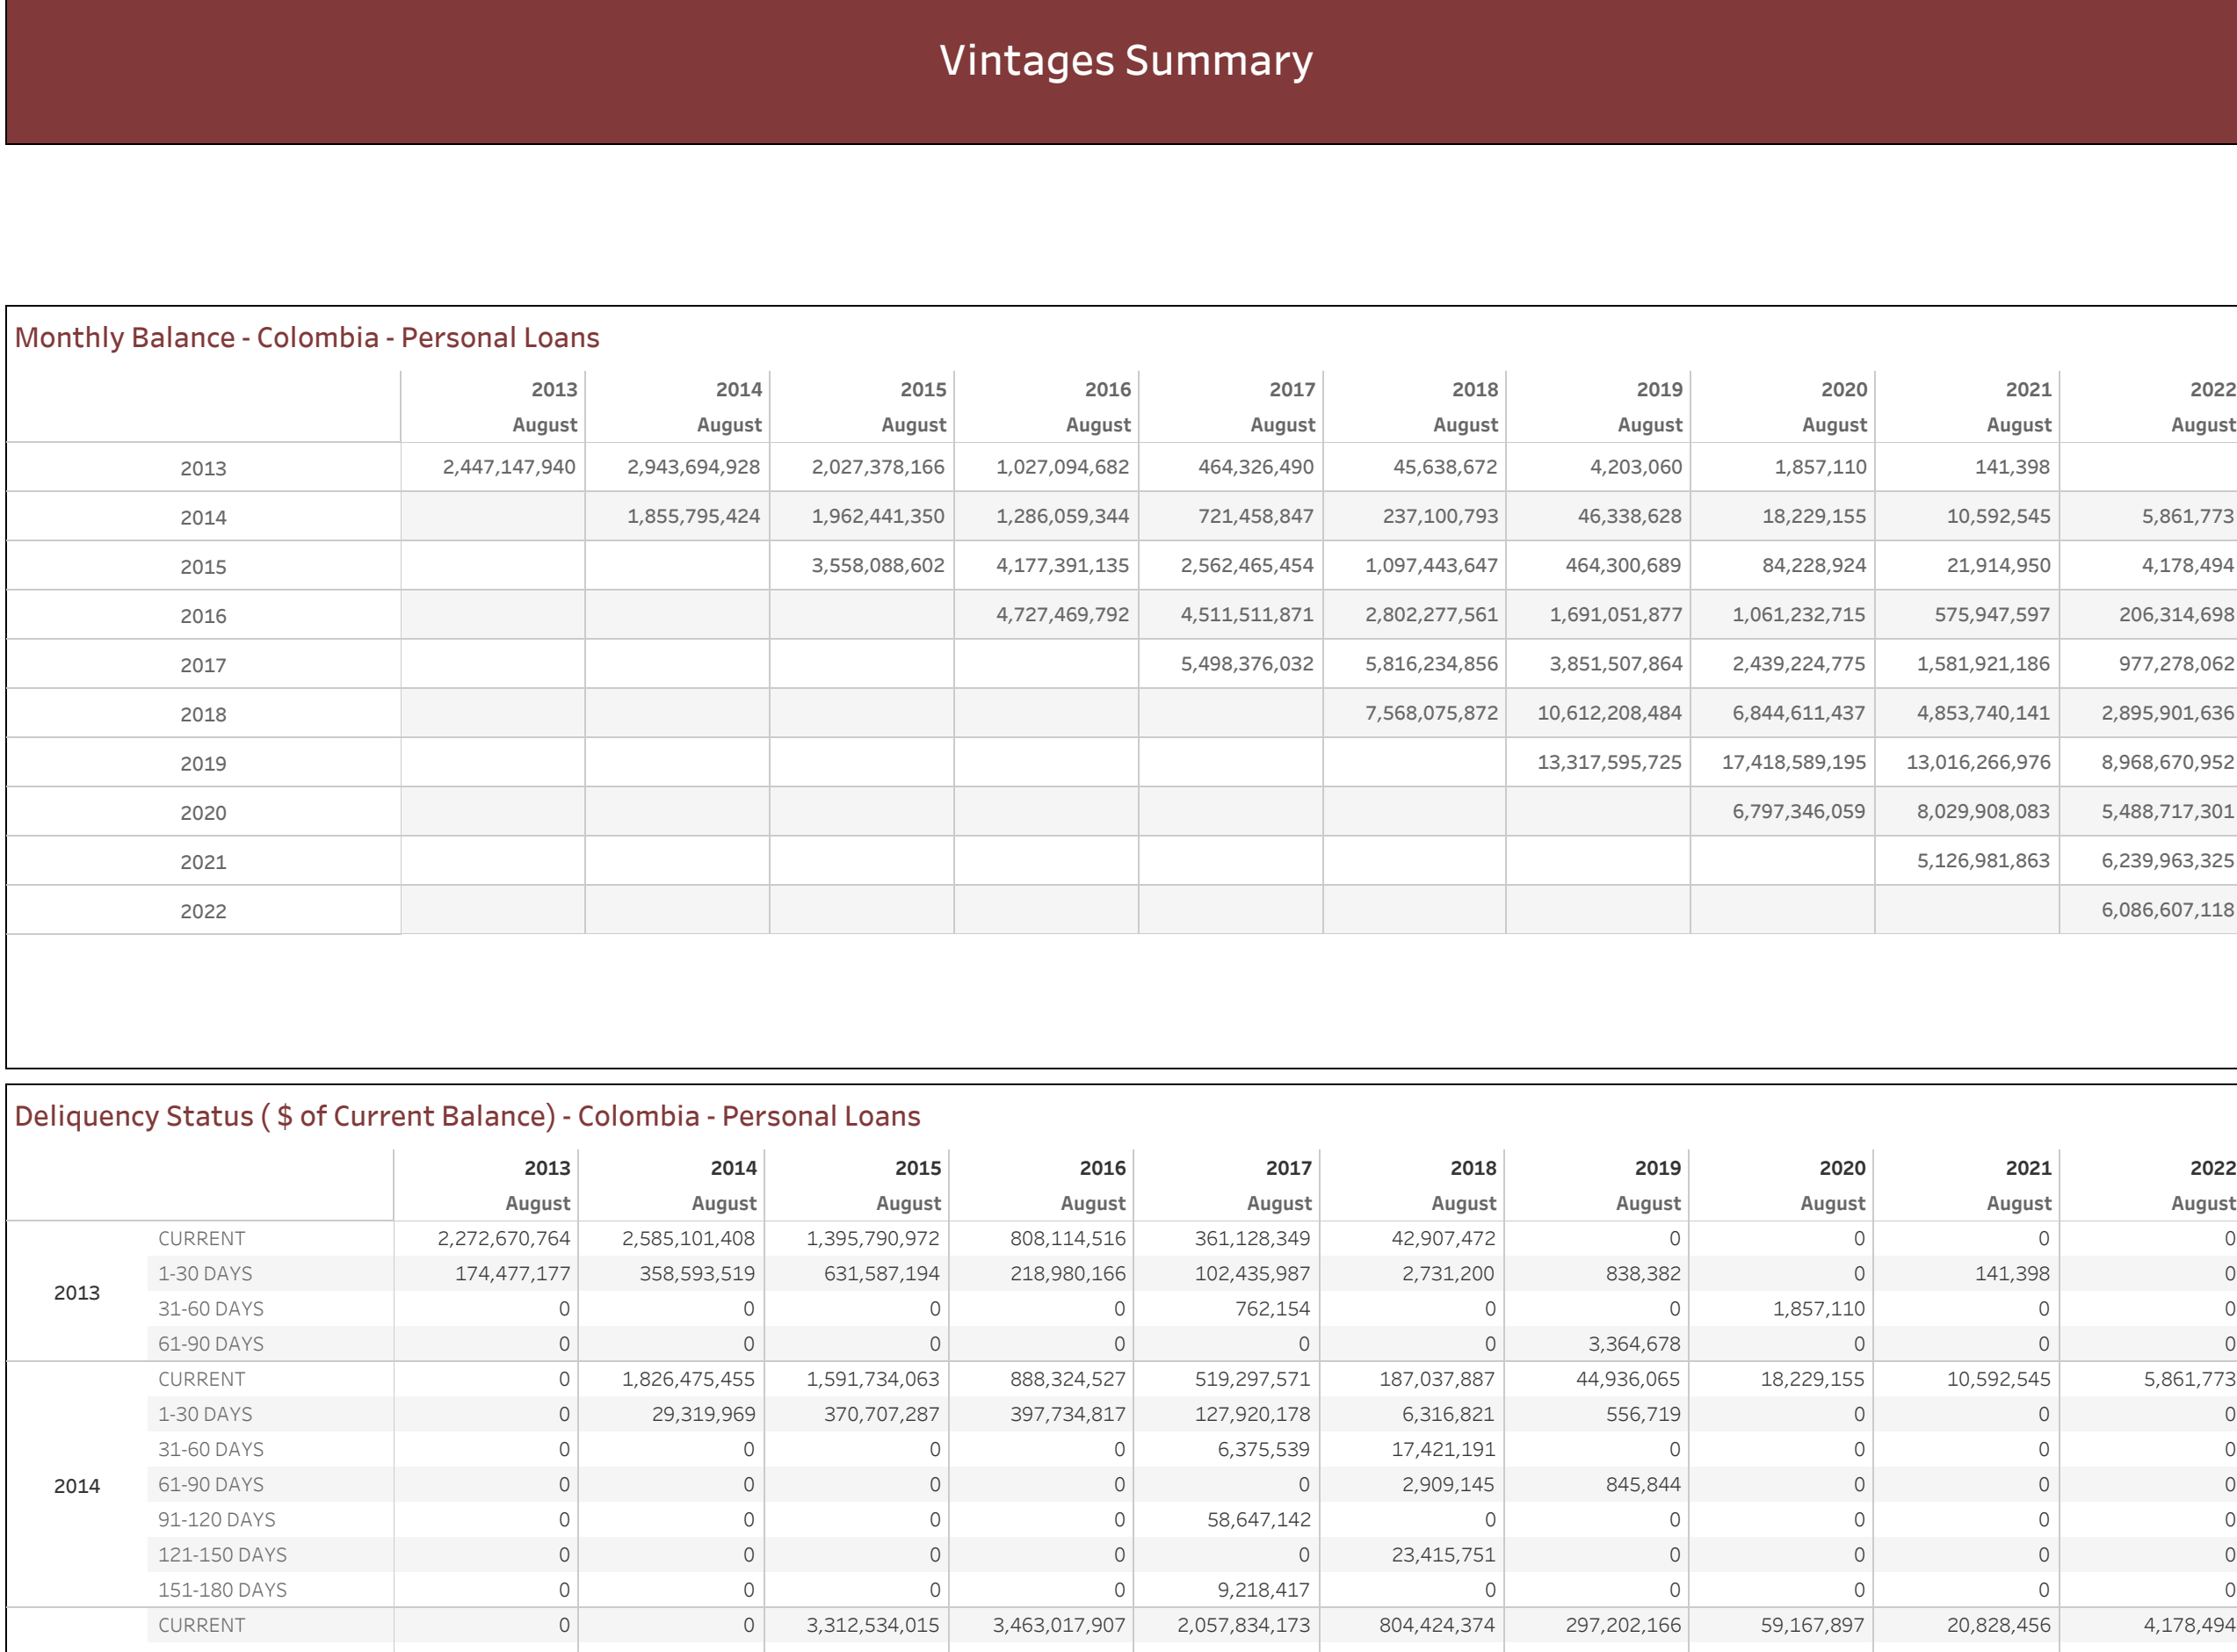 Vintages Summary
Monthly Balance - Colombia - Personal Loans
2013 2014 2015 2016 2017 2018 2019 2020 2021 2022
August August August August August August August August August August
2013 2,447,147,940 2,943,694,928 2,027,378,166 1,027,094,682 464,326,490 45,638,672 4,203,060 1,857,110 141,398
2014 1,855,795,424 1,962,441,350 1,286,059,344 721,458,847 237,100,793 46,338,628 18,229,155 10,592,545 5,861,773
2015 3,558,088,602 4,177,391,135 2,562,465,454 1,097,443,647 464,300,689 84,228,924 21,914,950 4,178,494
2016 4,727,469,792 4,511,511,871 2,802,277,561 1,691,051,877 1,061,232,715 575,947,597 206,314,698
2017 5,498,376,032 5,816,234,856 3,851,507,864 2,439,224,775 1,581,921,186 977,278,062
2018 7,568,075,872 10,612,208,484 6,844,611,437 4,853,740,141 2,895,901,636
2019 13,317,595,725 17,418,589,195 13,016,266,976 8,968,670,952
2020 6,797,346,059 8,029,908,083 5,488,717,301
2021 5,126,981,863 6,239,963,325
2022 6,086,607,118
Deliquency Status ( $ of Current Balance) - Colombia - Personal Loans
2013 2014 2015 2016 2017 2018 2019 2020 2021 2022
August August August August August August August August August August
CURRENT 2,272,670,764 2,585,101,408 1,395,790,972 808,114,516 361,128,349 42,907,472 0 0 0 0
1-30 DAYS 174,477,177 358,593,519 631,587,194 218,980,166 102,435,987 2,731,200 838,382 0 141,398 0
2013
31-60 DAYS 0 0 0 0 762,154 0 0 1,857,110 0 0
61-90 DAYS 0 0 0 0 0 0 3,364,678 0 0 0
CURRENT 0 1,826,475,455 1,591,734,063 888,324,527 519,297,571 187,037,887 44,936,065 18,229,155 10,592,545 5,861,773
1-30 DAYS 0 29,319,969 370,707,287 397,734,817 127,920,178 6,316,821 556,719 0 0 0
31-60 DAYS 0 0 0 0 6,375,539 17,421,191 0 0 0 0
2014 61-90 DAYS 0 0 0 0 0 2,909,145 845,844 0 0 0
91-120 DAYS 0 0 0 0 58,647,142 0 0 0 0 0
121-150 DAYS 0 0 0 0 0 23,415,751 0 0 0 0
151-180 DAYS 0 0 0 0 9,218,417 0 0 0 0 0
CURRENT 0 0 3,312,534,015 3,463,017,907 2,057,834,173 804,424,374 297,202,166 59,167,897 20,828,456 4,178,494